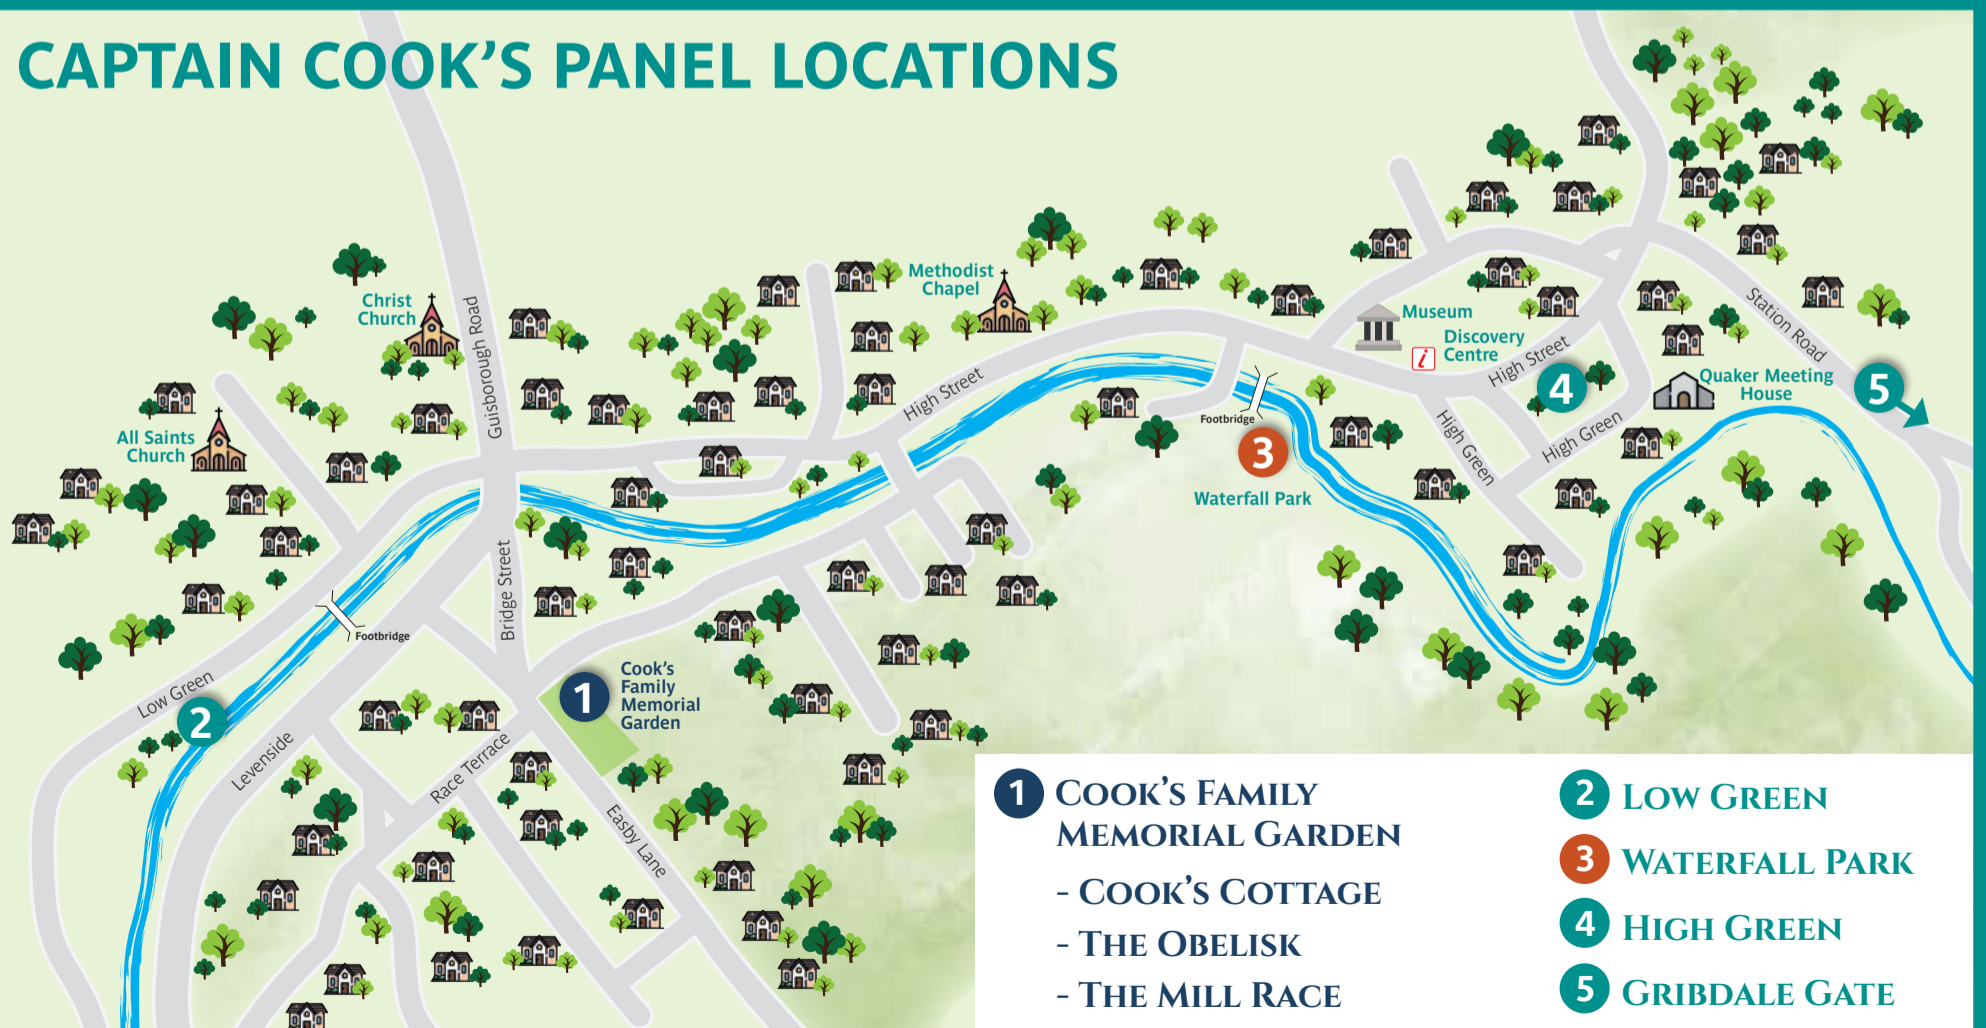 CAPTAIN COOK'S PANEL LOCATIONS
Christ
Church
Guisborough Road
Methodist
Chapel
All Saints
Church
High Street
Museum
Discovery
Centre
i
High Street
Station Road
4
Quaker Meeting
House
5
Footbridge
3
Waterfall Park
High Green
High Green
Bridge Street
Footbridge
Low Green
2
Levenside
Race Terrace
1
Cook's
Family
Memorial
Garden
Easby Lane
1 COOK'S FAMILY
MEMORIAL GARDEN
- COOK'S COTTAGE
- THE OBELISK
- THE MILL RACE
2 LOW GREEN
3 WATERFALL PARK
4 HIGH GREEN
5 GRIBDALE GATE